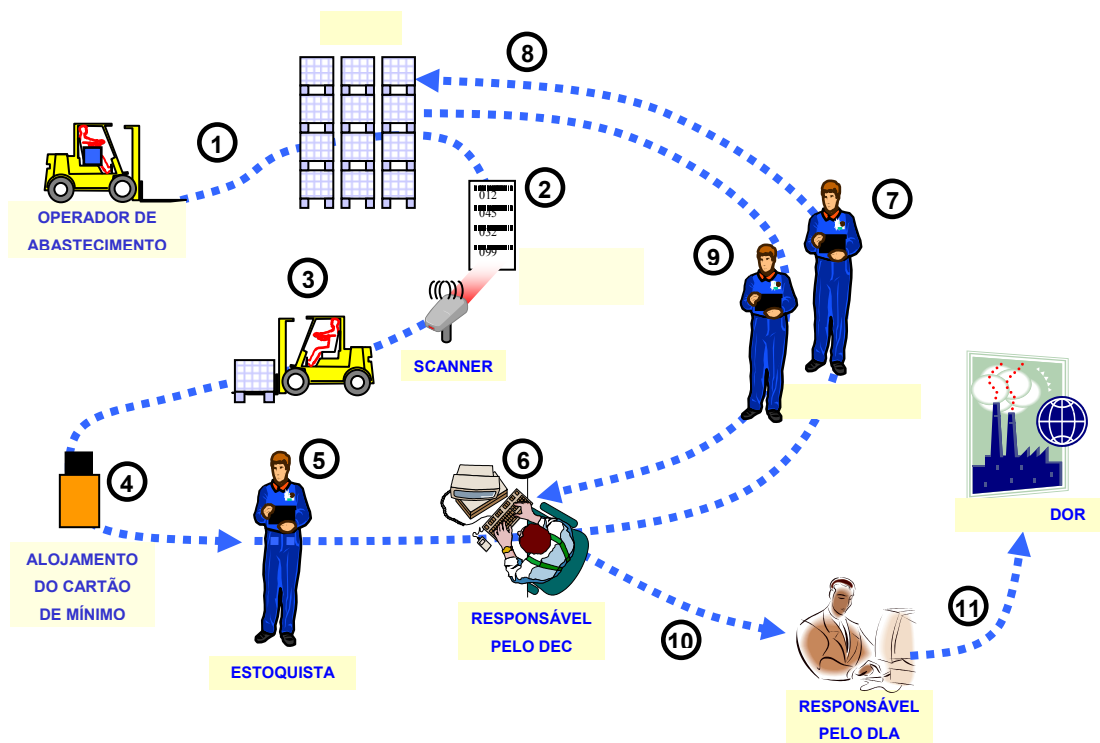 8
1
OPERADOR DE
ABASTECIMENTO
2
012
045
032
099
7
9
3
SCANNER
4
ALOJAMENTO
DO CARTÃO
DE MÍNIMO
5
ESTOQUISTA
6
RESPONSÁVEL
PELO DEC
DOR
10
11
RESPONSÁVEL
PELO DLA